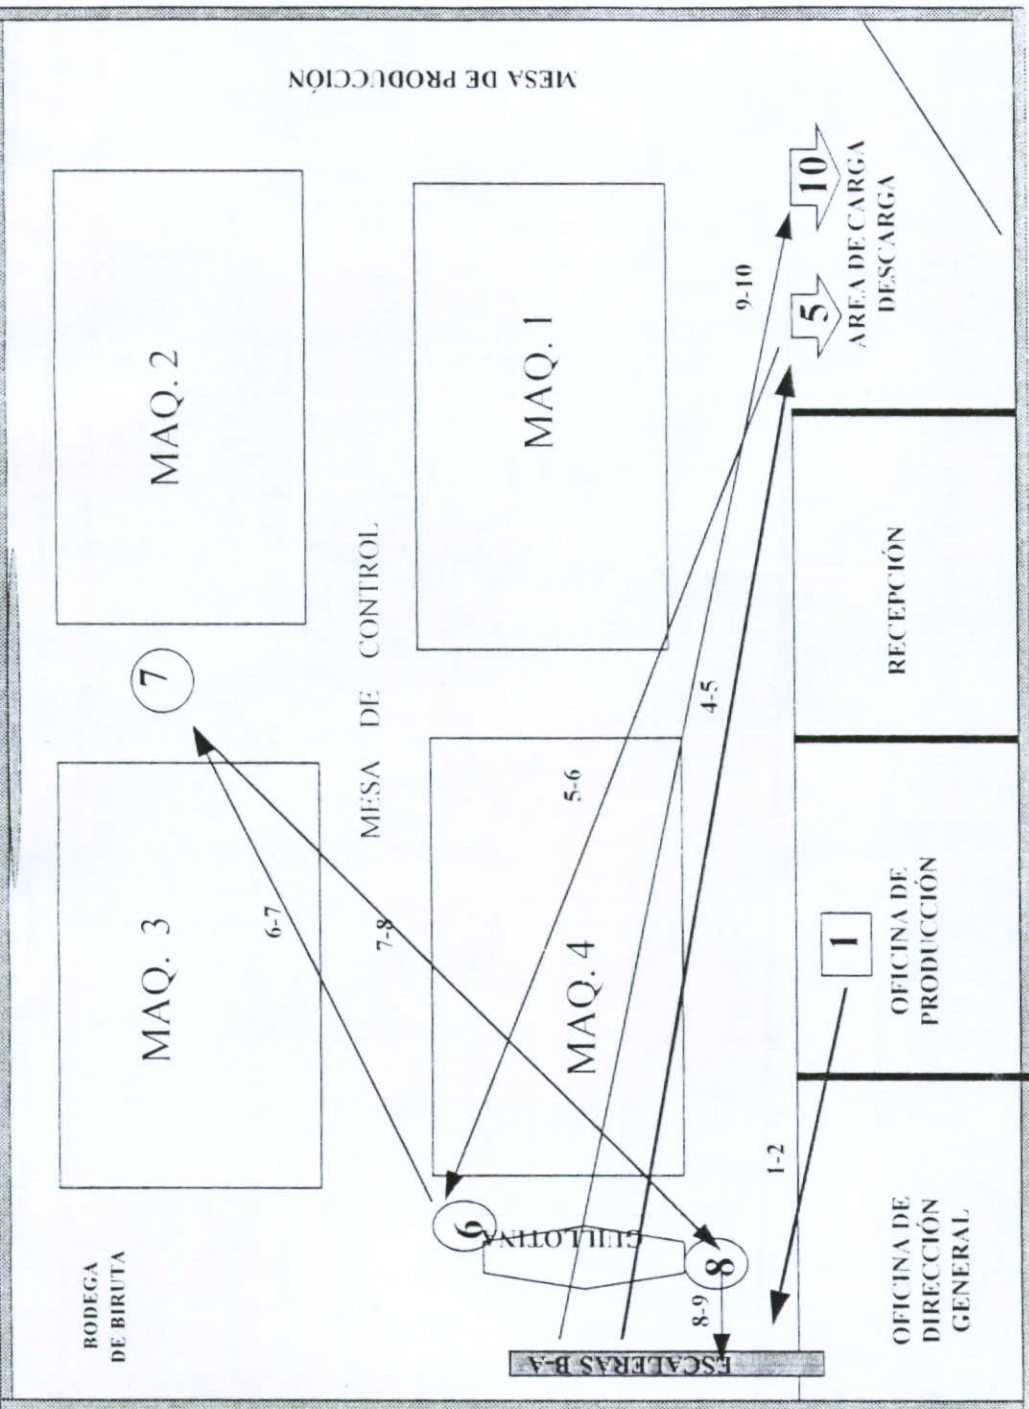 BODEGA
DE BIRUTA
MAQ. 3
7
MAQ. 2
MESA DE PRODUCCIÓN
6-7
7-8
MESA DE CONTROL
6
GUILLOTINA
8
8-9
ESCALERAS B-A
MAQ. 4
5-6
MAQ. 1
4-5
9-10
1-2
5
10
AREA DE CARGA
DESCARGA
OFICINA DE
DIRECCIÓN
GENERAL
1
OFICINA DE
PRODUCCIÓN
RECEPCIÓN